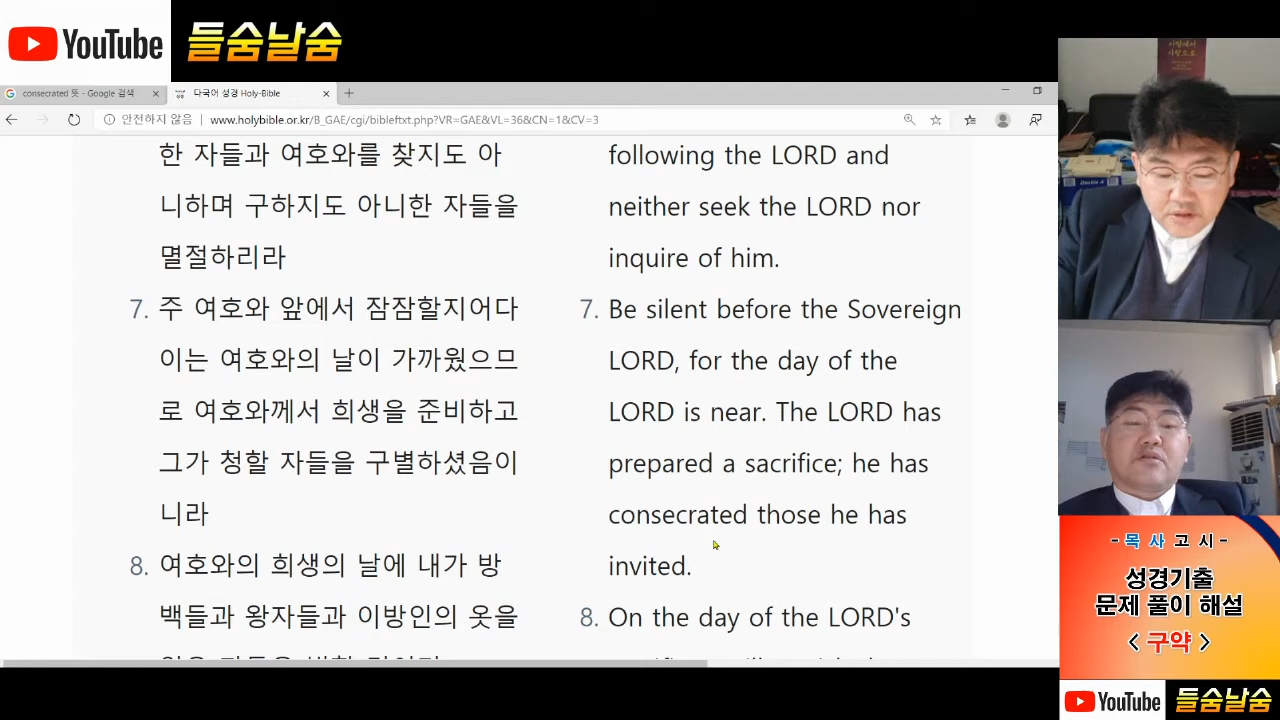 YouTube 들숨날숨
consecrated 뜻 - Google 검색
다국어 성경 Holy-Bible
안전하지 않음 www.holybible.or.kr/B_GAE/cgi/bibleftxt.php?VR=GAE&VL=36&CN=1&CV=3
한 자들과 여호와를 찾지도 아
니하며 구하지도 아니한 자들을
멸절하리라
7. 주 여호와 앞에서 잠잠할지어다
이는 여호와의 날이 가까웠으므
로 여호와께서 희생을 준비하고
그가 청할 자들을 구별하셨음이
니라
8. 여호와의 희생의 날에 내가 방
백들과 왕자들과 이방인의 옷을
following the LORD and
neither seek the LORD nor
inquire of him.
7. Be silent before the Sovereign
LORD, for the day of the
LORD is near. The LORD has
prepared a sacrifice; he has
consecrated those he has
invited.
8. On the day of the LORD's
사랑에서
사랑으로
Double A
- 목 사 고 시 -
성경기출
문제 풀이 해설
< 구약 >
YouTube 들숨날숨